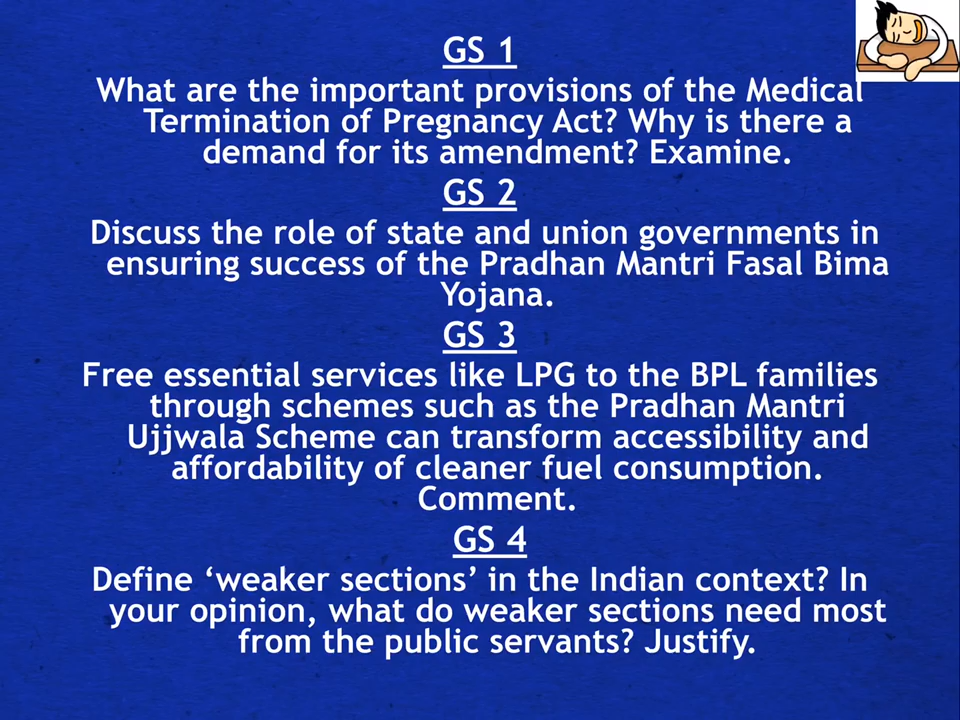 GS 1
What are the important provisions of the Medical
Termination of Pregnancy Act? Why is there a
demand for its amendment? Examine.
GS 2
Discuss the role of state and union governments in
ensuring success of the Pradhan Mantri Fasal Bima
Yojana.
GS 3
Free essential services like LPG to the BPL families
through schemes such as the Pradhan Mantri
Ujjwala Scheme can transform accessibility and
affordability of cleaner fuel consumption.
Comment.
GS 4
Define ‘weaker sections’ in the Indian context? In
your opinion, what do weaker sections need most
from the public servants? Justify.